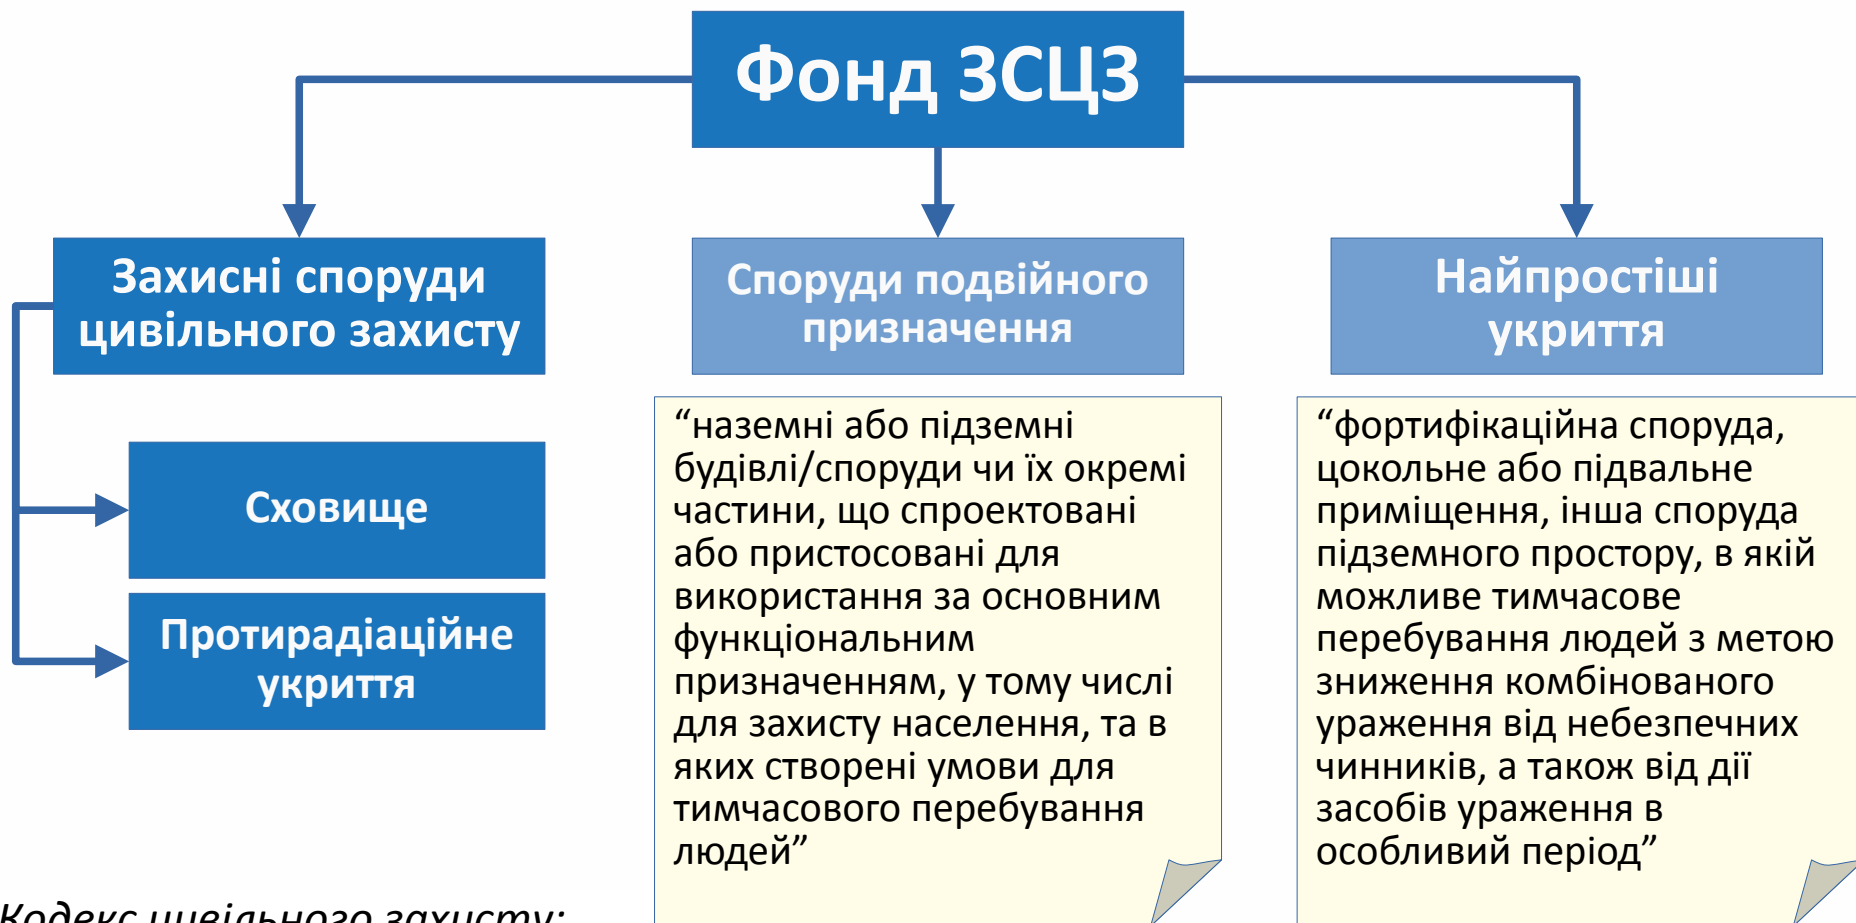 Фонд ЗСЦЗ
Захисні споруди
цивільного захисту
Сховище
Протирадіаційне
укриття
Споруди подвійного
призначення
“наземні або підземні
будівлі/споруди чи їх окремі
частини, що спроектовані
або пристосовані для
використання за основним
функціональним
призначенням, у тому числі
для захисту населення, та в
яких створені умови для
тимчасового перебування
людей”
Найпростіші
укриття
“фортифікаційна споруда,
цокольне або підвальне
приміщення, інша споруда
підземного простору, в якій
можливе тимчасове
перебування людей з метою
зниження комбінованого
ураження від небезпечних
чинників, а також від дії
засобів ураження в
особливий період”
Кодекс цивільного захисту: